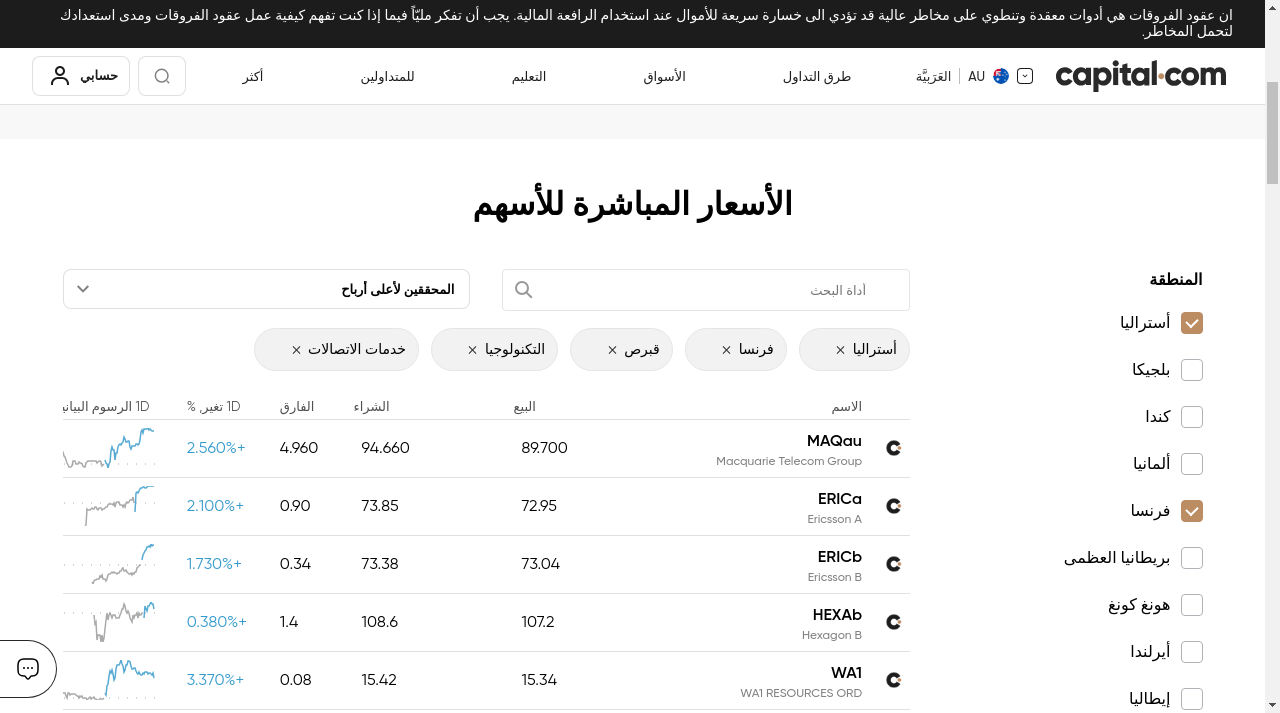 ان عقود الفروقات هي أدوات معقدة وتنطوي على مخاطر عالية قد تؤدي الى خسارة سريعة للأموال عند استخدام الرافعة المالية. يجب أن تفكر مليّاً فيما إذا كنت تفهم كيفية عمل عقود الفروقات ومدى استعدادك
لتحمل المخاطر.
capital.com
AU العَرَبيَّة
طرق التداول
الأسواق
التعليم
للمتداولين
أكثر
حسابي
الأسعار المباشرة للأسهم
المنطقة
أستراليا
بلجيكا
كندا
ألمانيا
فرنسا
بريطانيا العظمى
هونغ كونغ
أيرلندا
إيطاليا
أداة البحث
المحققين لأعلى أرباح
أستراليا × فرنسا × قبرص × التكنولوجيا × خدمات الاتصالات ×
الاسم البيع الشراء الفارق 1D تغير, % 1D الرسوم البياني
MAQau 89.700 94.660 4.960 2.560%+
Macquarie Telecom Group
ERICa 72.95 73.85 0.90 2.100%+
Ericsson A
ERICb 73.04 73.38 0.34 1.730%+
Ericsson B
HEXAb 107.2 108.6 1.4 0.380%+
Hexagon B
WA1 15.34 15.42 0.08 3.370%+
WA1 RESOURCES ORD